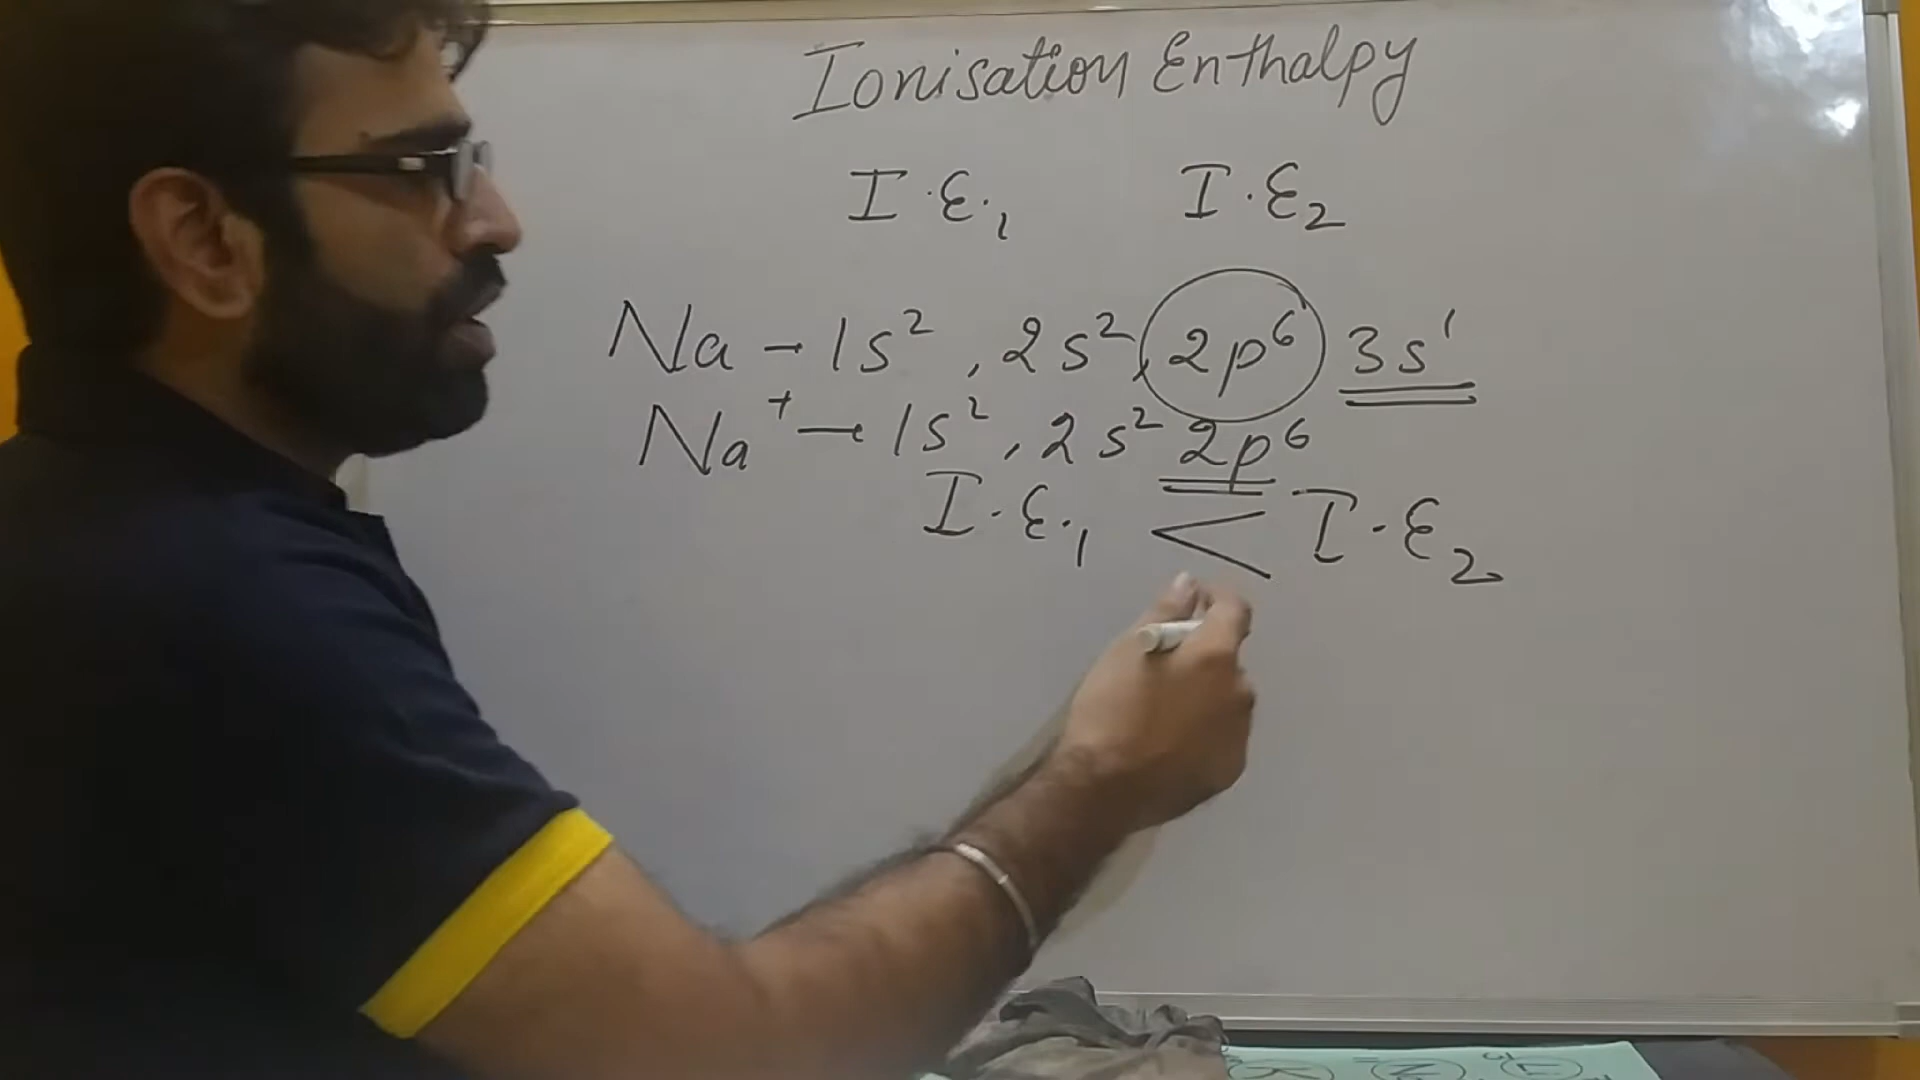 Ionisation Enthalpy
I.E.₁ I.E₂
Na → 1s², 2s², 2p⁶ 3s¹
Na⁺ → 1s², 2s² 2p⁶
I.E.₁ < I.E₂